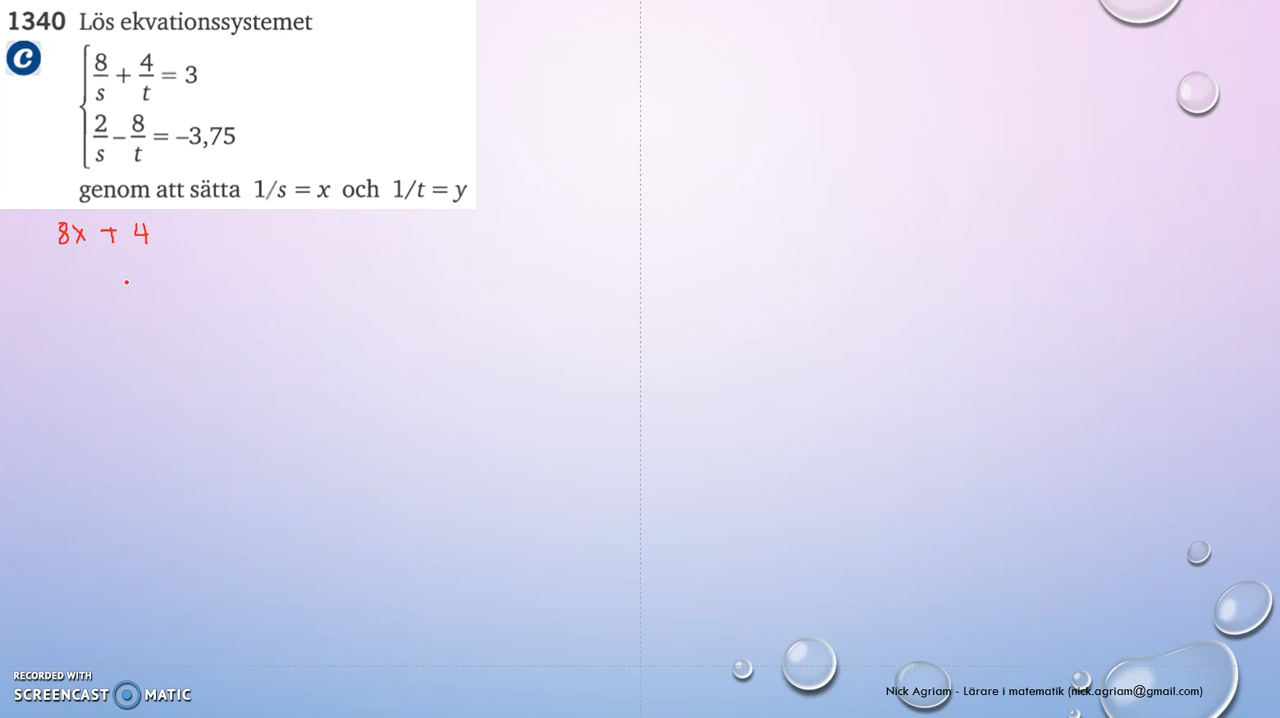 1340 Lös ekvationssystemet
C
8/s + 4/t = 3
2/s – 8/t = –3,75
genom att sätta 1/s = x och 1/t = y
8x + 4
RECORDED WITH
SCREENCAST MATIC
Nick Agriam - Lärare i matematik (nick.agriam@gmail.com)